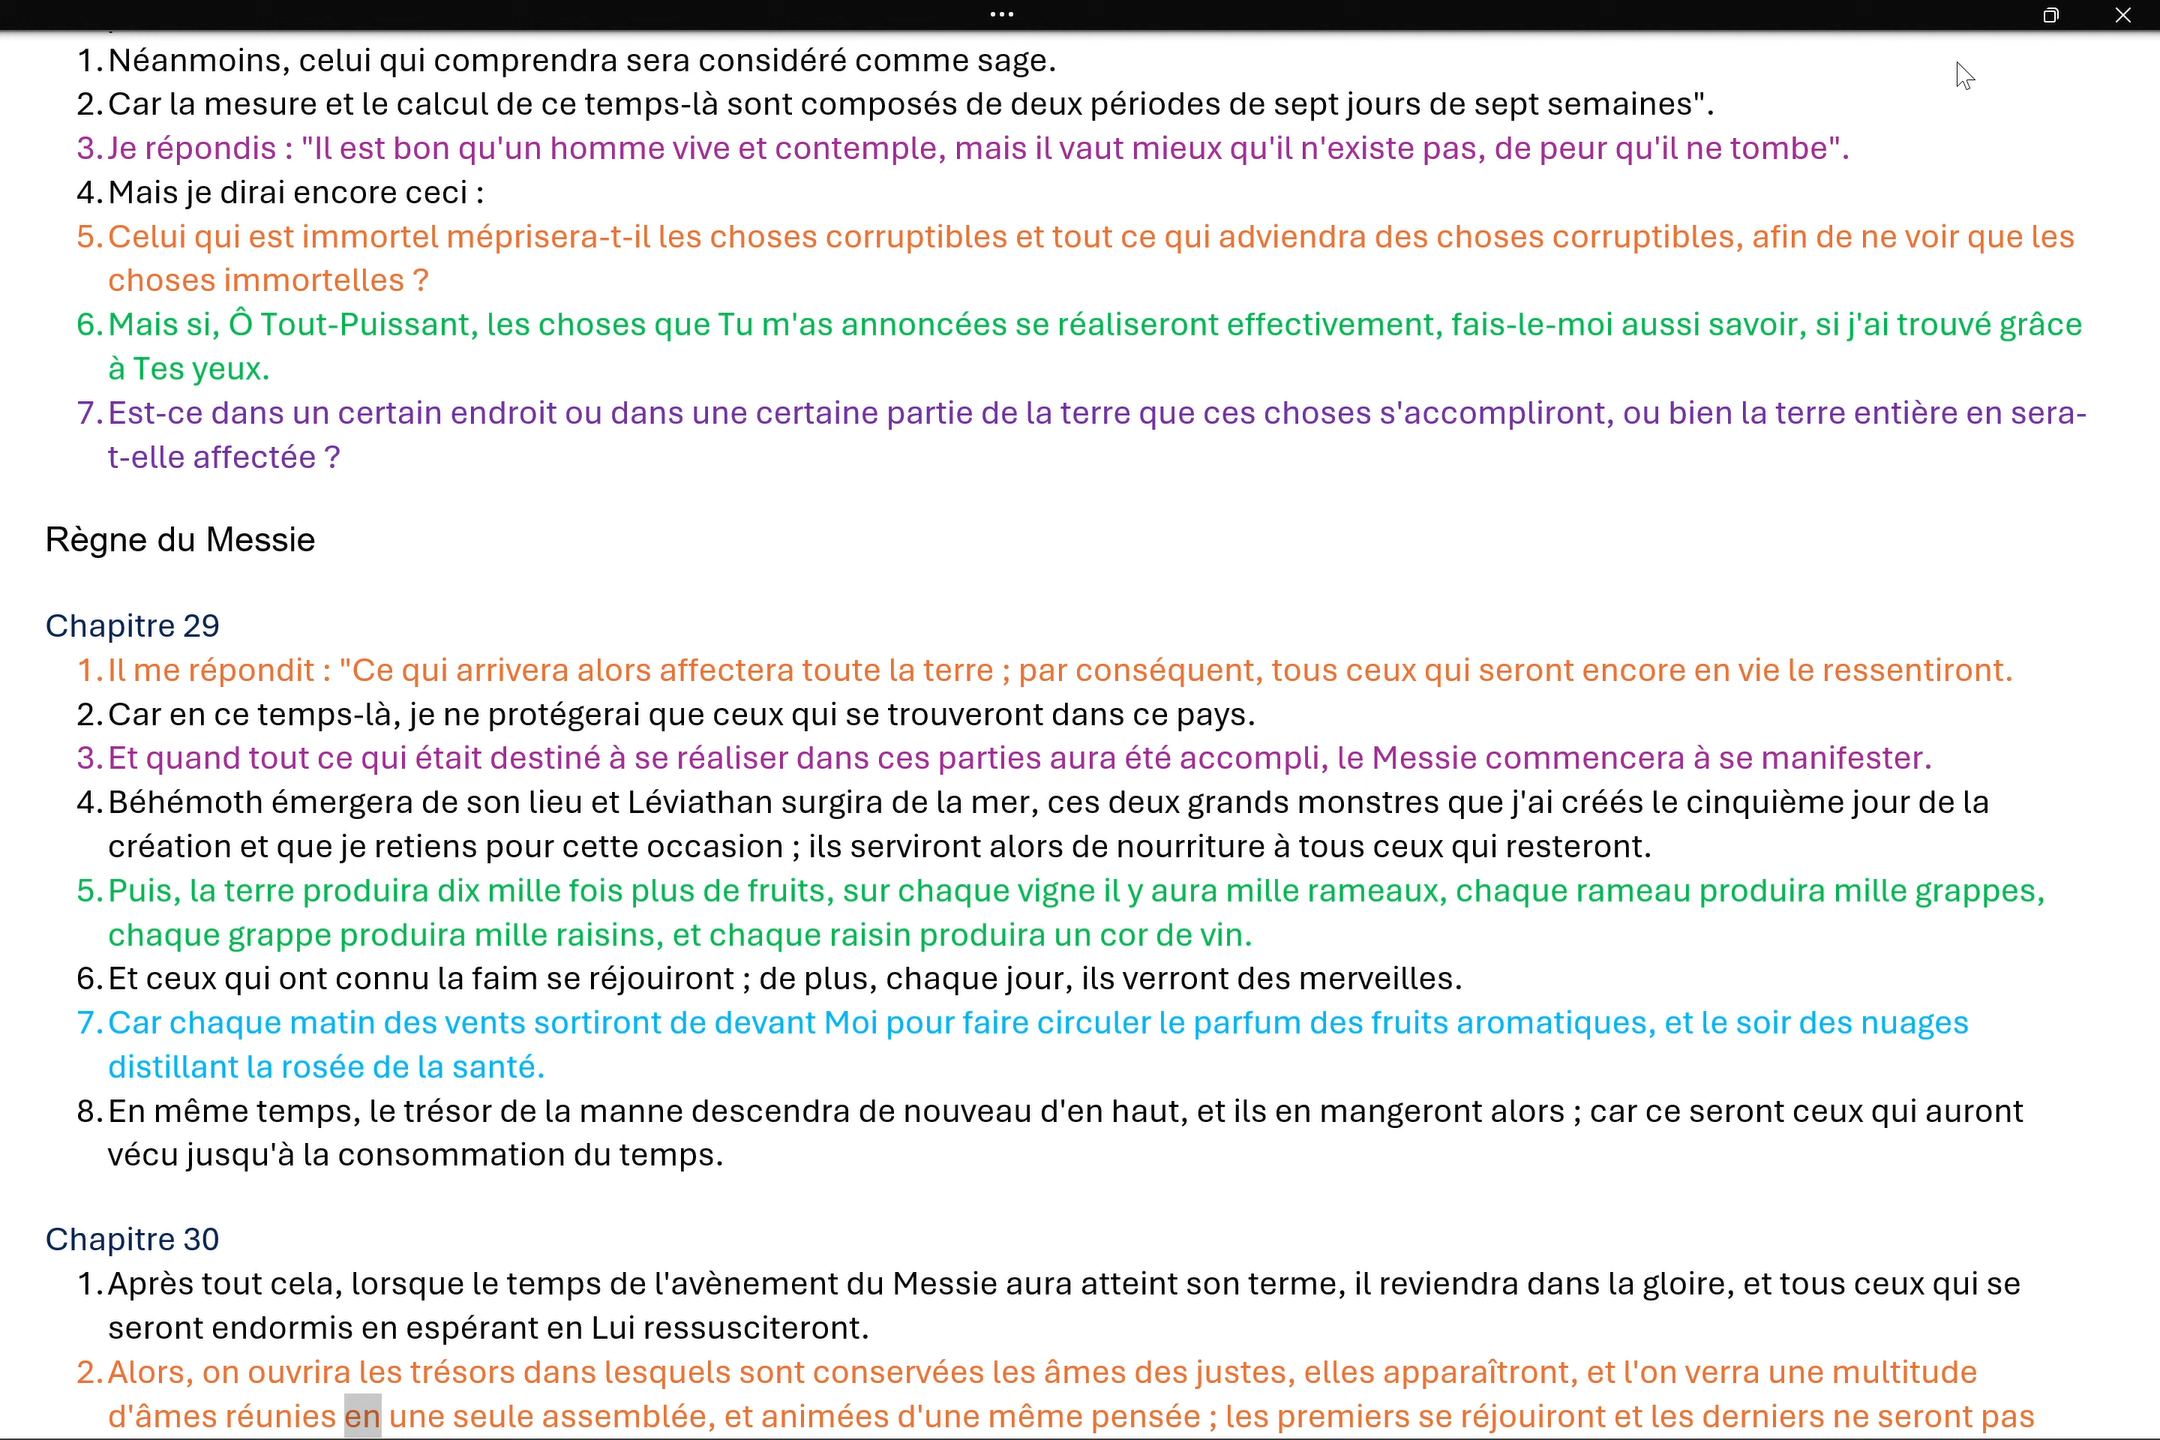 1. Néanmoins, celui qui comprendra sera considéré comme sage.
2. Car la mesure et le calcul de ce temps-là sont composés de deux périodes de sept jours de sept semaines".
3. Je répondis : "Il est bon qu'un homme vive et contemple, mais il vaut mieux qu'il n'existe pas, de peur qu'il ne tombe".
4. Mais je dirai encore ceci :
5. Celui qui est immortel méprisera-t-il les choses corruptibles et tout ce qui adviendra des choses corruptibles, afin de ne voir que les
choses immortelles ?
6. Mais si, Ô Tout-Puissant, les choses que Tu m'as annoncées se réaliseront effectivement, fais-le-moi aussi savoir, si j'ai trouvé grâce
à Tes yeux.
7. Est-ce dans un certain endroit ou dans une certaine partie de la terre que ces choses s'accompliront, ou bien la terre entière en sera-
t-elle affectée ?
Règne du Messie
Chapitre 29
1. Il me répondit : "Ce qui arrivera alors affectera toute la terre ; par conséquent, tous ceux qui seront encore en vie le ressentiront.
2. Car en ce temps-là, je ne protégerai que ceux qui se trouveront dans ce pays.
3. Et quand tout ce qui était destiné à se réaliser dans ces parties aura été accompli, le Messie commencera à se manifester.
4. Béhémoth émergera de son lieu et Léviathan surgira de la mer, ces deux grands monstres que j'ai créés le cinquième jour de la
création et que je retiens pour cette occasion ; ils serviront alors de nourriture à tous ceux qui resteront.
5. Puis, la terre produira dix mille fois plus de fruits, sur chaque vigne il y aura mille rameaux, chaque rameau produira mille grappes,
chaque grappe produira mille raisins, et chaque raisin produira un cor de vin.
6. Et ceux qui ont connu la faim se réjouiront ; de plus, chaque jour, ils verront des merveilles.
7. Car chaque matin des vents sortiront de devant Moi pour faire circuler le parfum des fruits aromatiques, et le soir des nuages
distillant la rosée de la santé.
8. En même temps, le trésor de la manne descendra de nouveau d'en haut, et ils en mangeront alors ; car ce seront ceux qui auront
vécu jusqu'à la consommation du temps.
Chapitre 30
1. Après tout cela, lorsque le temps de l'avènement du Messie aura atteint son terme, il reviendra dans la gloire, et tous ceux qui se
seront endormis en espérant en Lui ressusciteront.
2. Alors, on ouvrira les trésors dans lesquels sont conservées les âmes des justes, elles apparaîtront, et l'on verra une multitude
d'âmes réunies en une seule assemblée, et animées d'une même pensée ; les premiers se réjouiront et les derniers ne seront pas